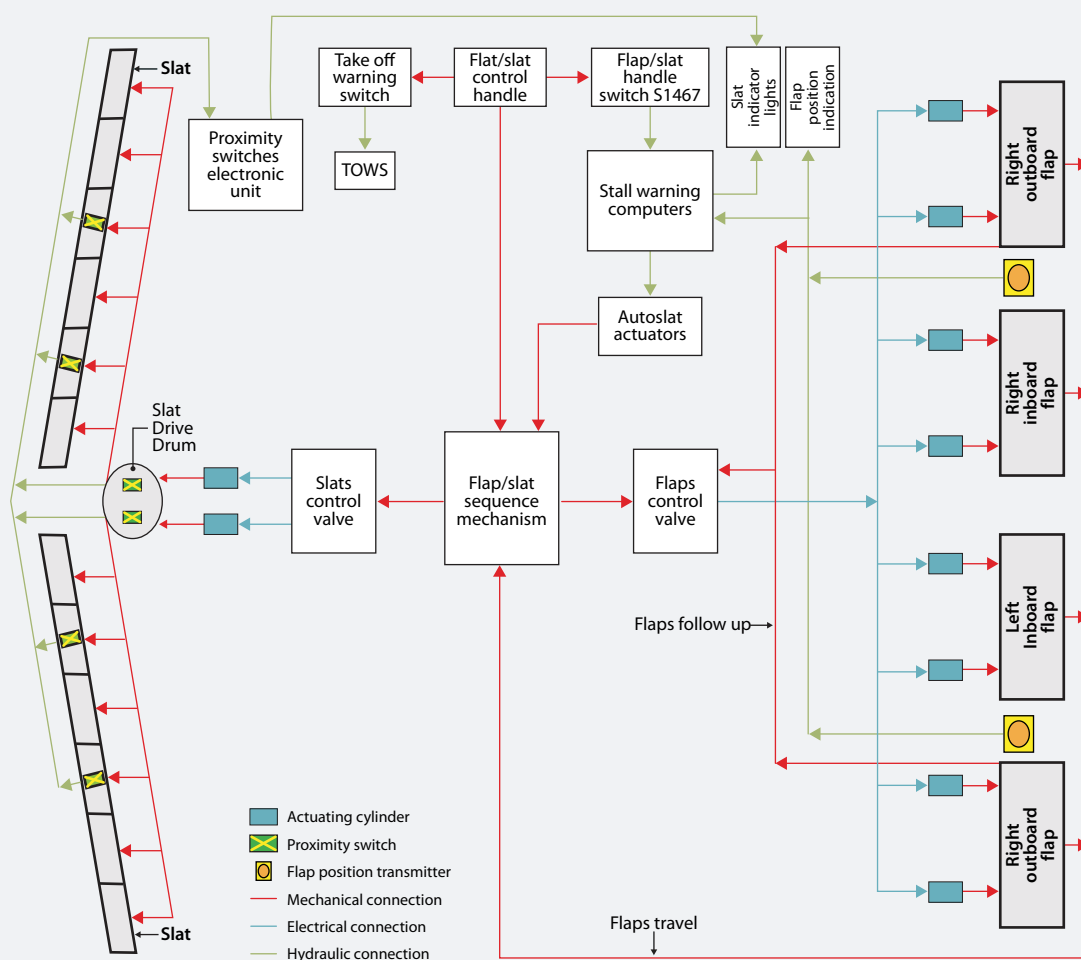 Slat
Take off
warning
switch
Flat/slat
control
handle
Flap/slat
handle
switch S1467
Slat
indicator
lights
Flap
position
indication
Proximity
switches
electronic
unit
TOWS
Stall warning
computers
Autoslat
actuators
Right
outboard
flap
Right
inboard
flap
Slat
Drive
Drum
Slats
control
valve
Flap/slat
sequence
mechanism
Flaps
control
valve
Left
Inboard
flap
Flaps follow up
Right
outboard
flap
Actuating cylinder
Proximity switch
Flap position transmitter
Mechanical connection
Electrical connection
Hydraulic connection
Flaps travel
Slat